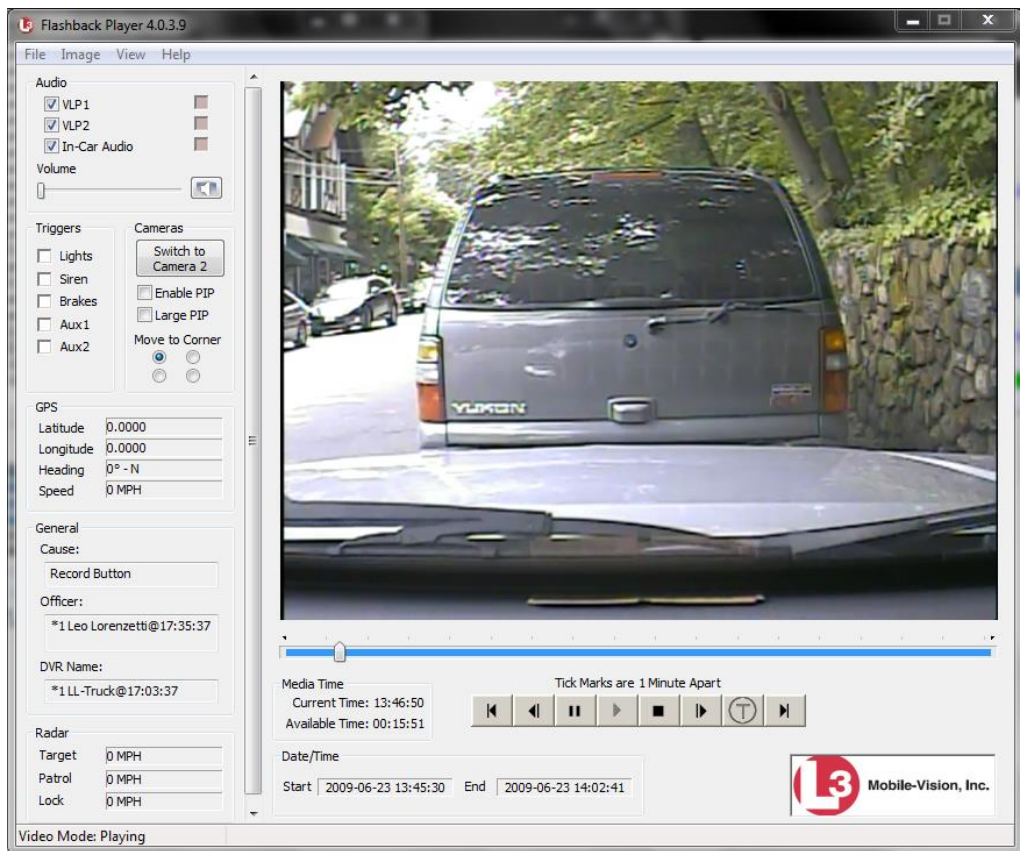 Flashback Player 4.0.3.9
File Image View Help
Audio
VLP1
VLP2
In-Car Audio
Volume
Triggers
Lights
Siren
Brakes
Aux1
Aux2
Cameras
Switch to
Camera 2
Enable PIP
Large PIP
Move to Corner
GPS
Latitude 0.0000
Longitude 0.0000
Heading 0° - N
Speed 0 MPH
General
Cause:
Record Button
Officer:
*1 Leo Lorenzetti@17:35:37
DVR Name:
*1 LL-Truck@17:03:37
Radar
Target 0 MPH
Patrol 0 MPH
Lock 0 MPH
Video Mode: Playing
YUKON
Media Time
Current Time: 13:46:50
Available Time: 00:15:51
Tick Marks are 1 Minute Apart
T
Date/Time
Start 2009-06-23 13:45:30 End 2009-06-23 14:02:41
L3 Mobile-Vision, Inc.